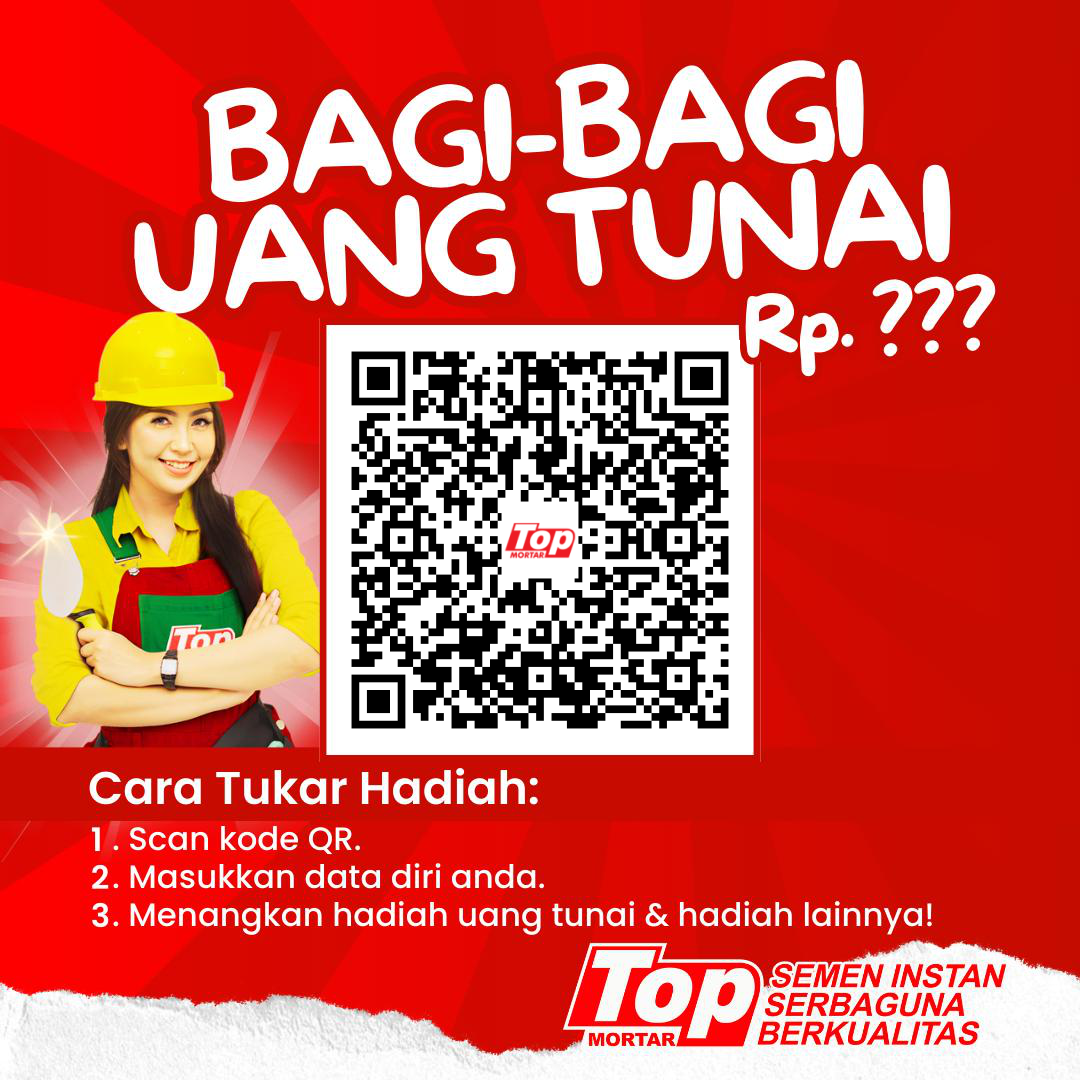 BAGI-BAGI
UANG TUNAI
Rp. ???
Top
MORTAR
Top
Cara Tukar Hadiah:
1. Scan kode QR.
2. Masukkan data diri anda.
3. Menangkan hadiah uang tunai & hadiah lainnya!
Top
MORTAR
SEMEN INSTAN
SERBAGUNA
BERKUALITAS